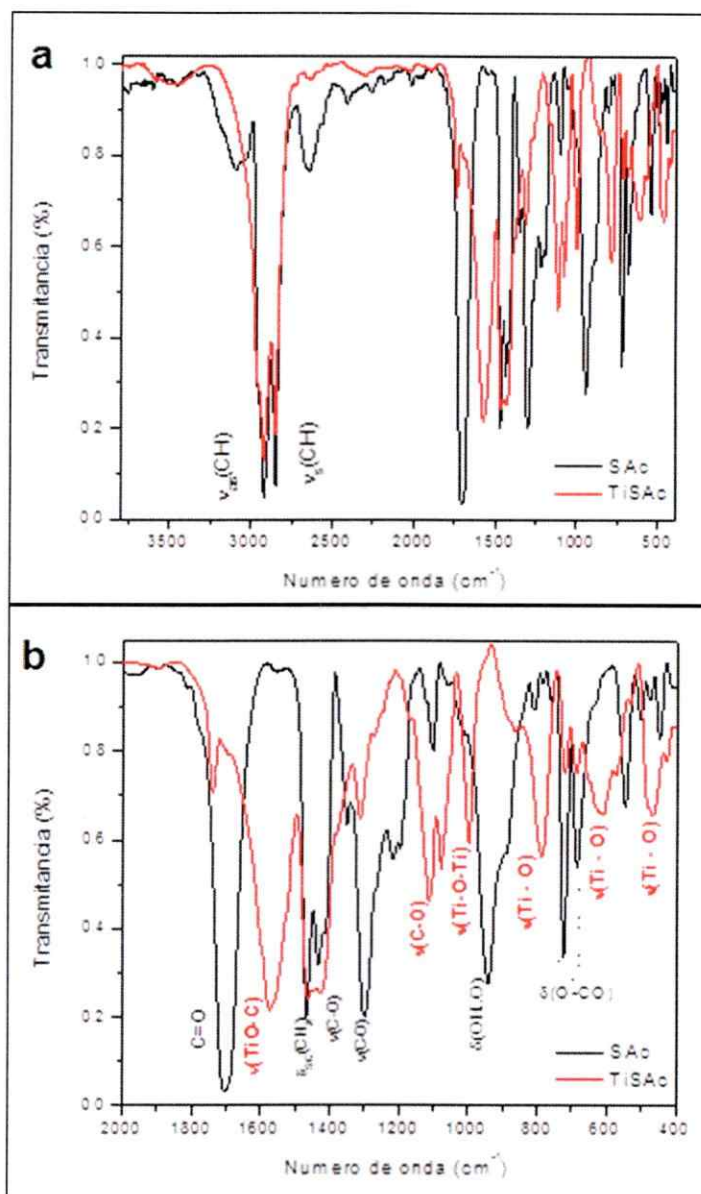 a
1.0
0.8
0.6
0.4
0.2
0.0
Transmitancia (%)
νas(CH)
νs(CH)
SAc
TiSAc
3500 3000 2500 2000 1500 1000 500
Numero de onda (cm⁻¹)
b
1.0
0.8
0.6
0.4
0.2
0.0
Transmitancia (%)
C=O
ν(TiO-C)
δsc(CH)
ν(C-O)
ν(C-O)
ν(C-O)
ν(Ti-O-Ti)
ν(Ti - O)
ν(Ti - O)
ν(Ti - O)
δ(O-CO)
SAc
TiSAc
2000 1800 1600 1400 1200 1000 800 600 400
Numero de onda (cm⁻¹)